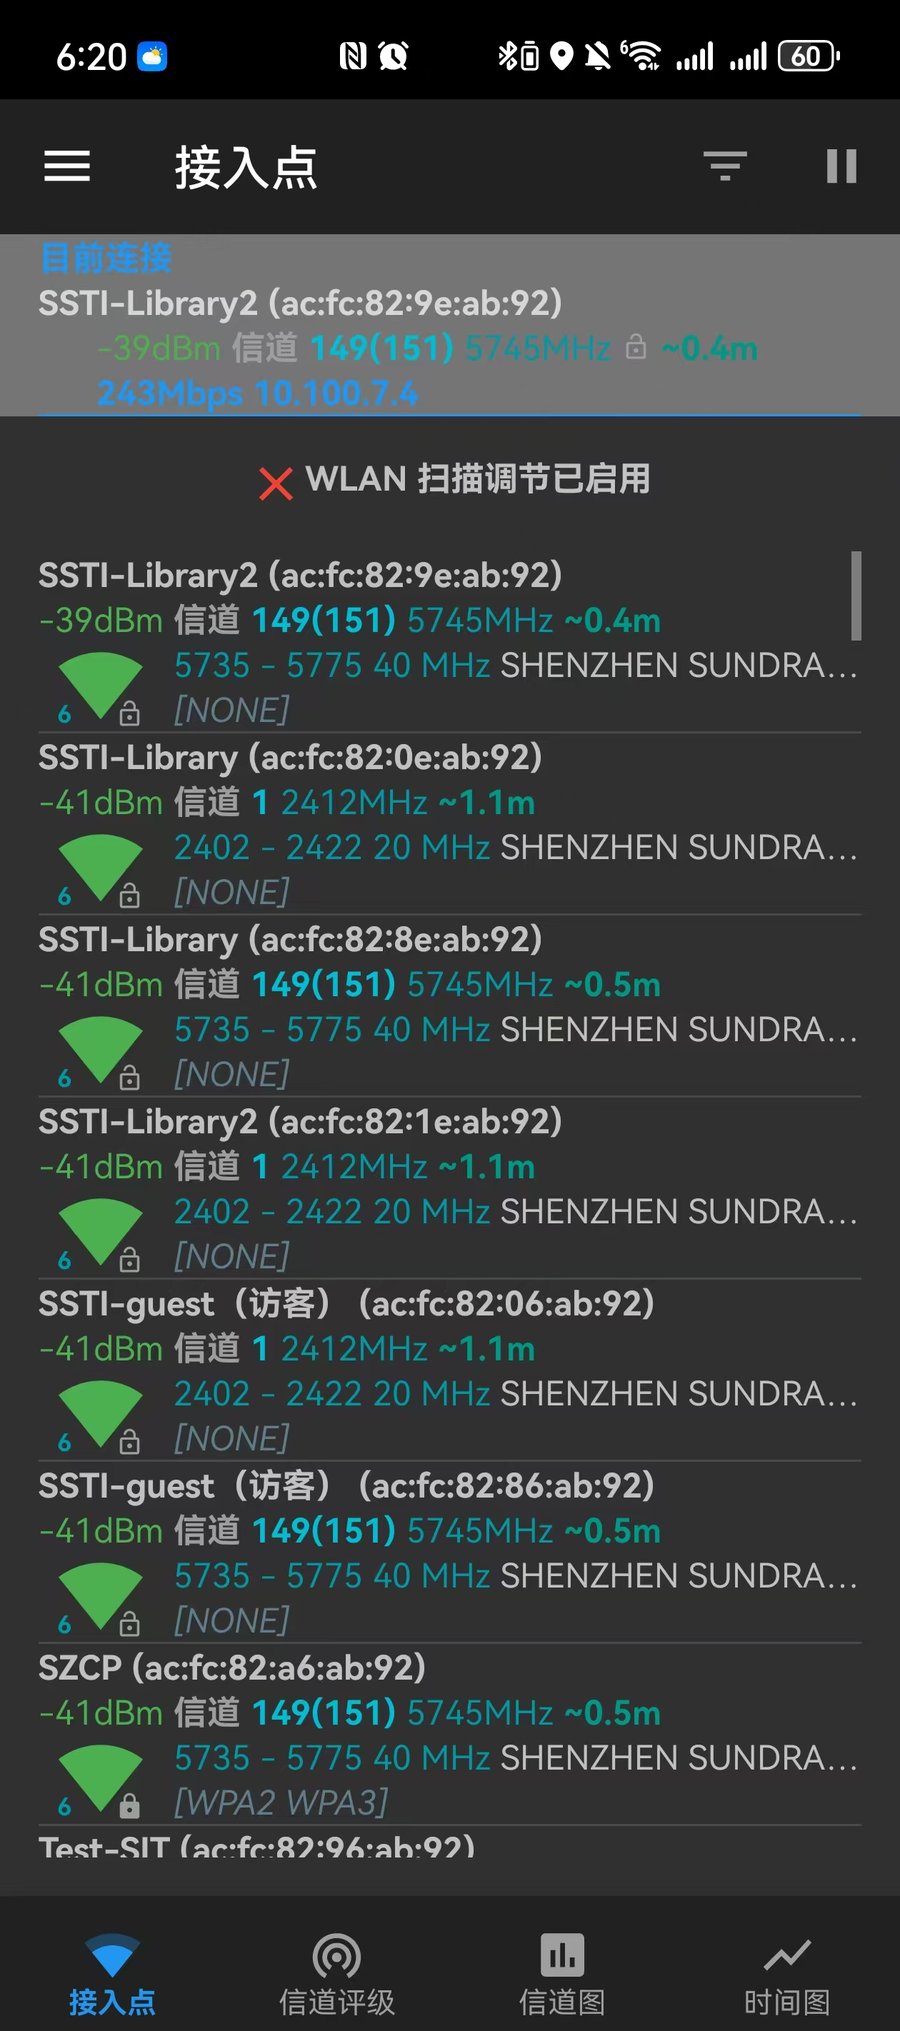 6:20
6
60
接入点
目前连接
SSTI-Library2 (ac:fc:82:9e:ab:92)
-39dBm 信道 149(151) 5745MHz ~0.4m
243Mbps 10.100.7.4
WLAN 扫描调节已启用
SSTI-Library2 (ac:fc:82:9e:ab:92)
-39dBm 信道 149(151) 5745MHz ~0.4m
5735 - 5775 40 MHz SHENZHEN SUNDRA...
6 [NONE]
SSTI-Library (ac:fc:82:0e:ab:92)
-41dBm 信道 1 2412MHz ~1.1m
2402 - 2422 20 MHz SHENZHEN SUNDRA...
6 [NONE]
SSTI-Library (ac:fc:82:8e:ab:92)
-41dBm 信道 149(151) 5745MHz ~0.5m
5735 - 5775 40 MHz SHENZHEN SUNDRA...
6 [NONE]
SSTI-Library2 (ac:fc:82:1e:ab:92)
-41dBm 信道 1 2412MHz ~1.1m
2402 - 2422 20 MHz SHENZHEN SUNDRA...
6 [NONE]
SSTI-guest（访客） (ac:fc:82:06:ab:92)
-41dBm 信道 1 2412MHz ~1.1m
2402 - 2422 20 MHz SHENZHEN SUNDRA...
6 [NONE]
SSTI-guest（访客） (ac:fc:82:86:ab:92)
-41dBm 信道 149(151) 5745MHz ~0.5m
5735 - 5775 40 MHz SHENZHEN SUNDRA...
6 [NONE]
SZCP (ac:fc:82:a6:ab:92)
-41dBm 信道 149(151) 5745MHz ~0.5m
5735 - 5775 40 MHz SHENZHEN SUNDRA...
6 [WPA2 WPA3]
Test-SIT (ac:fc:82:96:ab:92)
接入点 信道评级 信道图 时间图